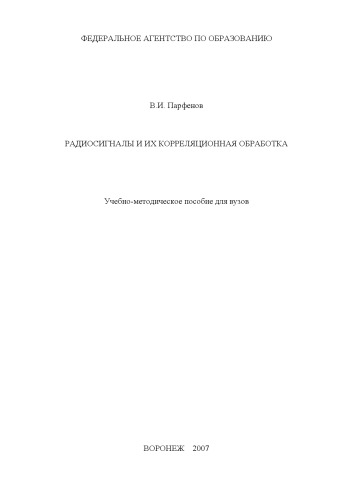 ФЕДЕРАЛЬНОЕ АГЕНТСТВО ПО ОБРАЗОВАНИЮ
В.И. Парфенов
РАДИОСИГНАЛЫ И ИХ КОРРЕЛЯЦИОННАЯ ОБРАБОТКА
Учебно-методическое пособие для вузов
ВОРОНЕЖ 2007